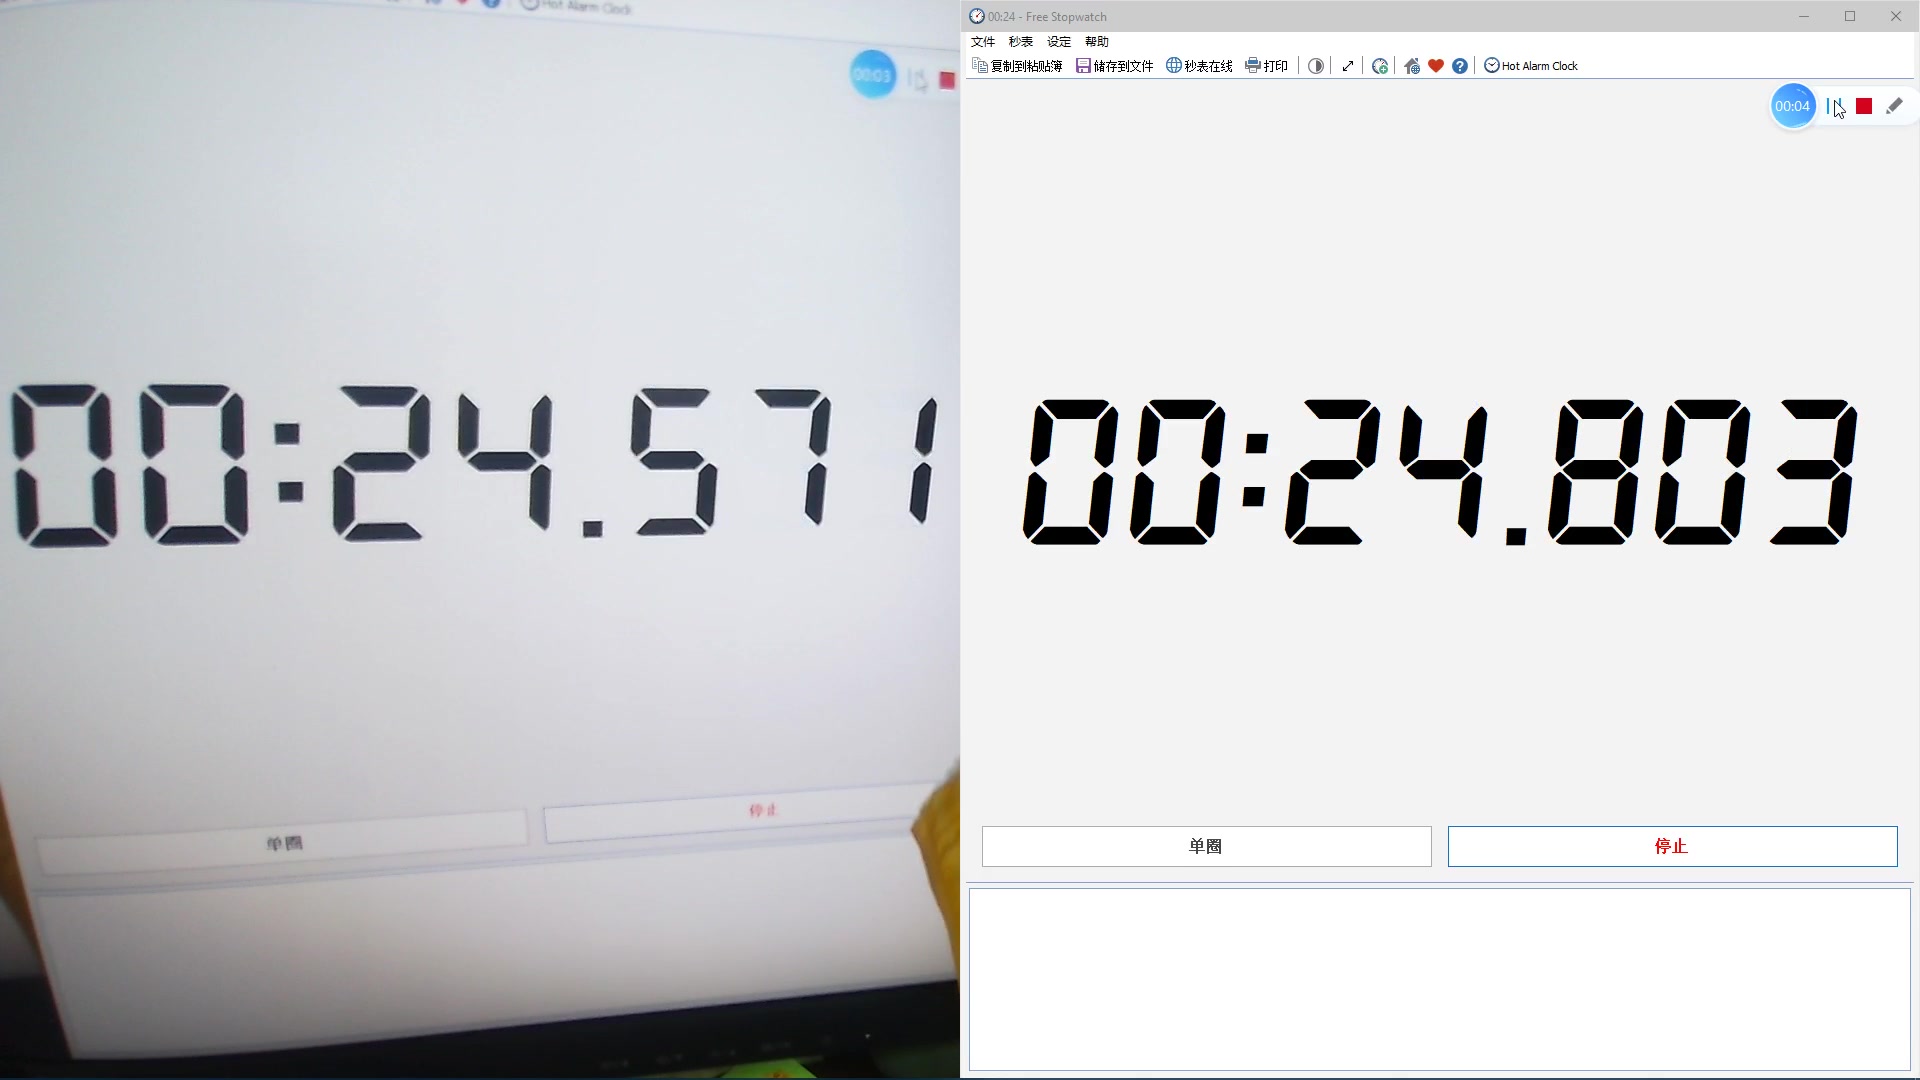 Hot Alarm Clock
00:03
00:24.571
单圈
停止
00:24 - Free Stopwatch
文件 秒表 设定 帮助
复制到粘贴簿 储存到文件 秒表在线 打印 Hot Alarm Clock
00:04
00:24.803
单圈
停止